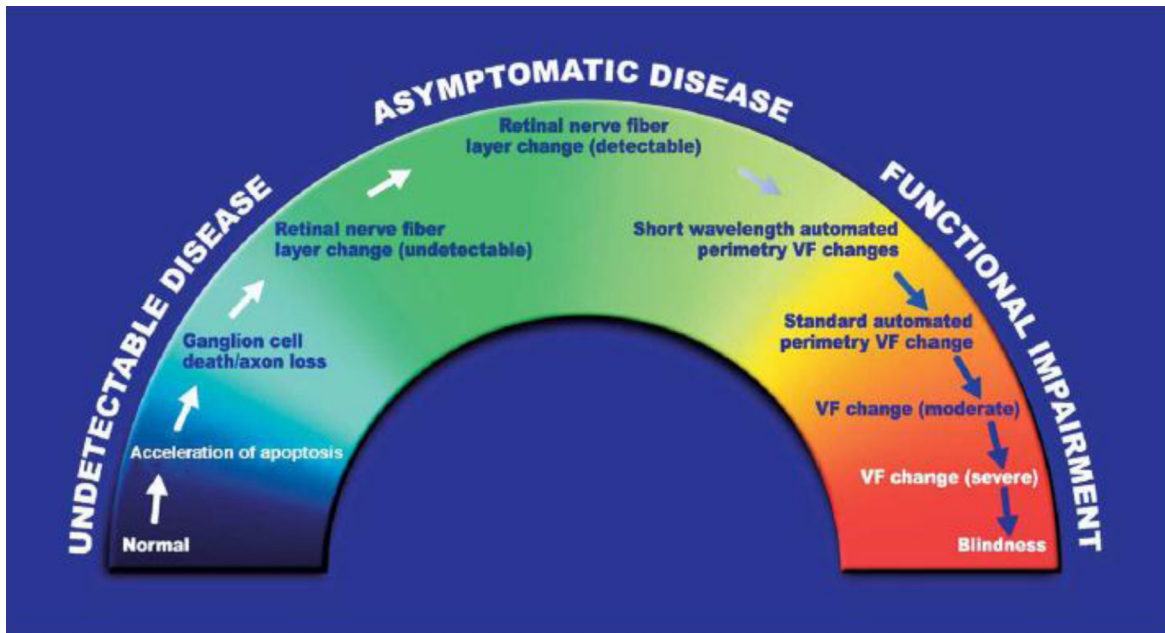 UNDETECTABLE DISEASE
ASYMPTOMATIC DISEASE
FUNCTIONAL IMPAIRMENT
Normal
Acceleration of apoptosis
Ganglion cell
death/axon loss
Retinal nerve fiber
layer change (undetectable)
Retinal nerve fiber
layer change (detectable)
Short wavelength automated
perimetry VF changes
Standard automated
perimetry VF change
VF change (moderate)
VF change (severe)
Blindness